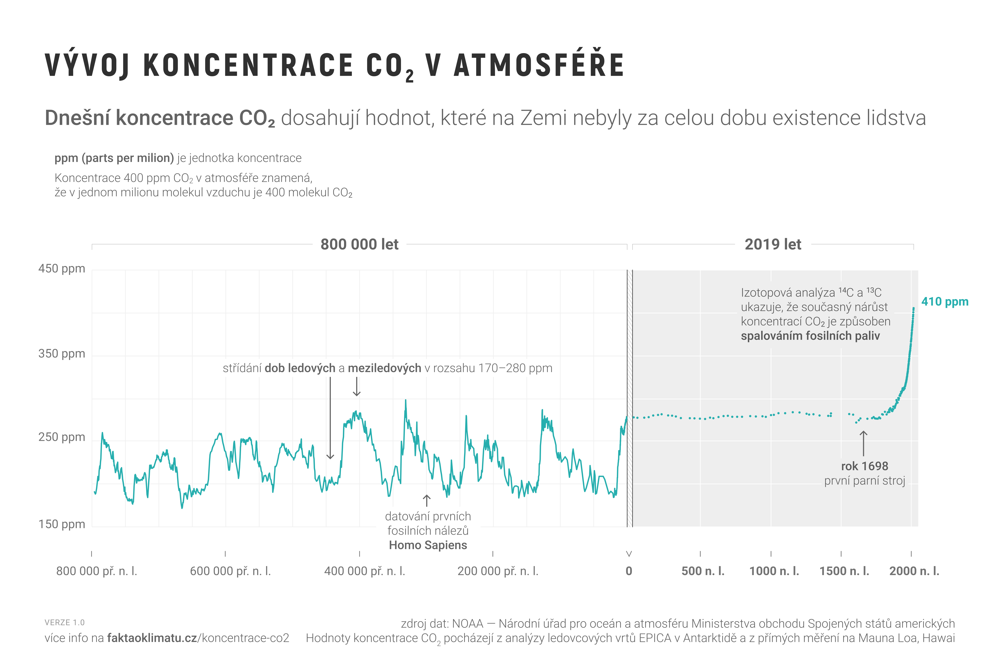 VÝVOJ KONCENTRACE CO₂ V ATMOSFÉŘE
Dnešní koncentrace CO₂ dosahují hodnot, které na Zemi nebyly za celou dobu existence lidstva
ppm (parts per milion) je jednotka koncentrace
Koncentrace 400 ppm CO₂ v atmosféře znamená,
že v jednom milionu molekul vzduchu je 400 molekul CO₂
800 000 let
2019 let
450 ppm
350 ppm
250 ppm
150 ppm
Izotopová analýza ¹⁴C a ¹³C
ukazuje, že současný nárůst
koncentrací CO₂ je způsoben
spalováním fosilních paliv
410 ppm
střídání dob ledových a meziledových v rozsahu 170–280 ppm
rok 1698
první parní stroj
datování prvních
fosilních nálezů
Homo Sapiens
800 000 př. n. l.
600 000 př. n. l.
400 000 př. n. l.
200 000 př. n. l.
0
500 n. l.
1000 n. l.
1500 n. l.
2000 n. l.
VERZE 1.0
více info na faktaoklimatu.cz/koncentrace-co2
zdroj dat: NOAA — Národní úřad pro oceán a atmosféru Ministerstva obchodu Spojených států amerických
Hodnoty koncentrace CO₂ pocházejí z analýzy ledovcových vrtů EPICA v Antarktidě a z přímých měření na Mauna Loa, Hawai